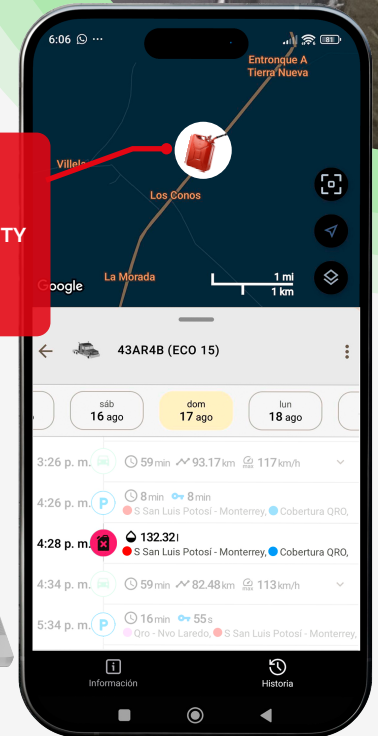 6:06
81
Entronque A
Tierra Nueva
Villela
TY
Los Conos
La Morada
Google
1 mi
1 km
43AR4B (ECO 15)
sáb
16 ago
dom
17 ago
lun
18 ago
3:26 p. m.
59 min 93.17 km 117 km/h
4:26 p. m. P 8 min 8 min
S San Luis Potosí - Monterrey, Cobertura QRO,
4:28 p. m. 132.32 l
S San Luis Potosí - Monterrey, Cobertura QRO,
4:34 p. m. 59 min 82.48 km 113 km/h
5:34 p. m. P 16 min 55 s
Qro - Nvo Laredo, S San Luis Potosí - Monterrey,
Información
Historia